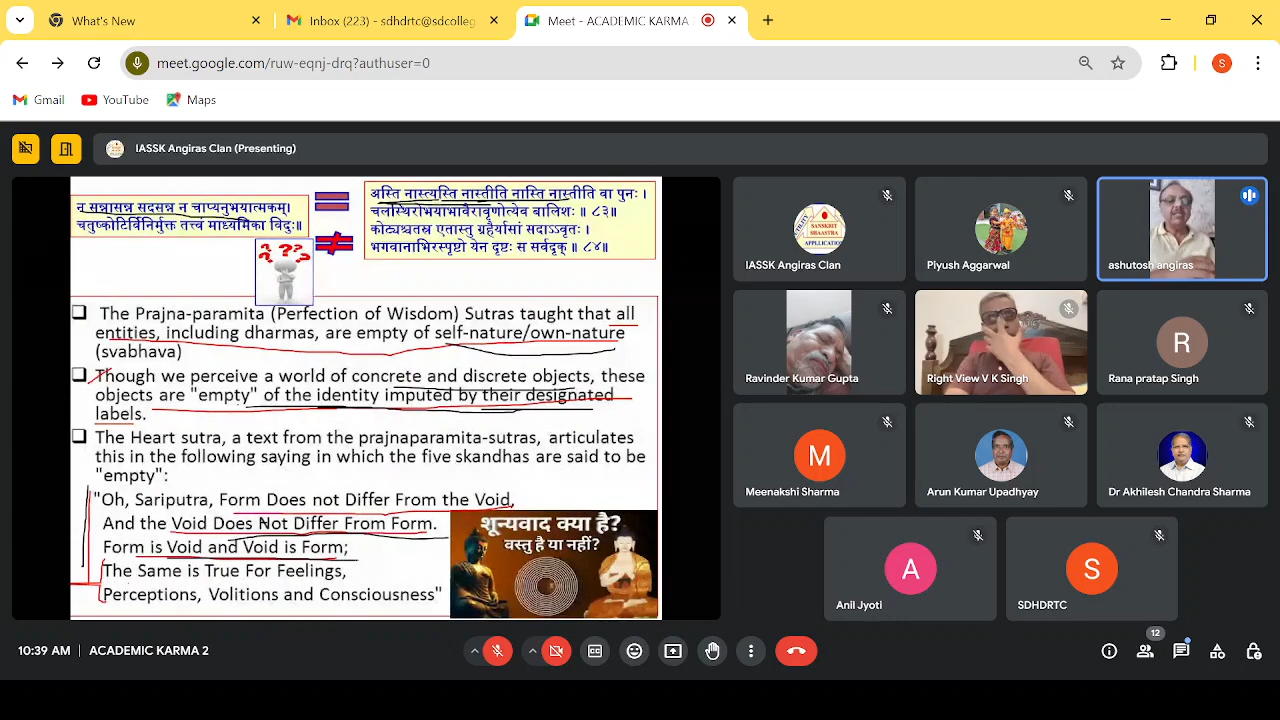 What's New
Inbox (223) - sdhdrtc@sdcolleg
Meet - ACADEMIC KARMA
meet.google.com/ruw-eqnj-drq?authuser=0
Gmail
YouTube
Maps
IASSK Angiras Clan (Presenting)
न् सन्नासन्न सदसन्न न चाप्यनुभयात्मकम्।
चतुष्कोटिर्विनिर्मुक्त तत्त्वं माध्यमिका विदुः॥
अस्ति नास्त्यस्ति नास्तीति नास्ति नास्तीति वा पुनः ।
चलस्थिरोभयाभावैरावृणोत्येव बालिशः ॥ ८३॥
कोट्यश्चतस्र एतास्तु ग्रहैर्यासां सदाऽऽवृतः ।
भगवानाभिरस्पृष्टो येन दृष्टः स सर्वदृक् ॥ ८४॥
The Prajna-paramita (Perfection of Wisdom) Sutras taught that all
entities, including dharmas, are empty of self-nature/own-nature
(svabhava)
Though we perceive a world of concrete and discrete objects, these
objects are "empty" of the identity imputed by their designated
labels.
The Heart sutra, a text from the prajnaparamita-sutras, articulates
this in the following saying in which the five skandhas are said to be
"empty":
"Oh, Sariputra, Form Does not Differ From the Void,
And the Void Does Not Differ From Form.
Form is Void and Void is Form;
The Same is True For Feelings,
Perceptions, Volitions and Consciousness"
शून्यवाद क्या है?
वस्तु है या नहीं?
SANSKRIT
SHAASTRA
APPLICATION
IASSK Angiras Clan
Piyush Aggarwal
ashutosh angiras
Ravinder Kumar Gupta
Right View V K Singh
R
Rana pratap Singh
M
Meenakshi Sharma
Arun Kumar Upadhyay
Dr Akhilesh Chandra Sharma
A
Anil Jyoti
S
SDHDRTC
10:39 AM | ACADEMIC KARMA 2
12